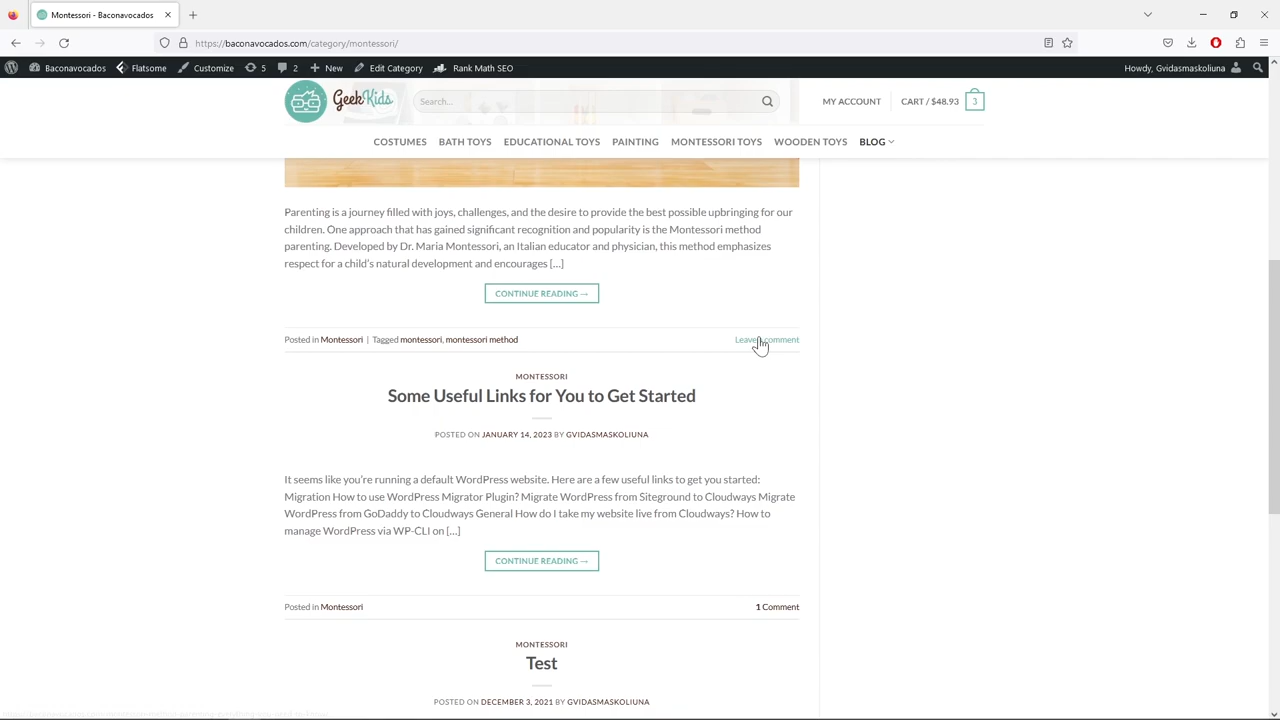 Montessori - Baconavocados
https://baconavocados.com/category/montessori/
Baconavocados
Flatsome
Customize
5
2
New
Edit Category
Rank Math SEO
Howdy, Gvidasmaskoliuna
GeekKids
Search...
MY ACCOUNT
CART / $48.93
3
COSTUMES
BATH TOYS
EDUCATIONAL TOYS
PAINTING
MONTESSORI TOYS
WOODEN TOYS
BLOG
Parenting is a journey filled with joys, challenges, and the desire to provide the best possible upbringing for our
children. One approach that has gained significant recognition and popularity is the Montessori method
parenting. Developed by Dr. Maria Montessori, an Italian educator and physician, this method emphasizes
respect for a child's natural development and encourages [...]
CONTINUE READING →
Posted in Montessori | Tagged montessori, montessori method
Leave comment
MONTESSORI
Some Useful Links for You to Get Started
POSTED ON JANUARY 14, 2023 BY GVIDASMASKOLIUNA
It seems like you're running a default WordPress website. Here are a few useful links to get you started:
Migration How to use WordPress Migrator Plugin? Migrate WordPress from Siteground to Cloudways Migrate
WordPress from GoDaddy to Cloudways General How do I take my website live from Cloudways? How to
manage WordPress via WP-CLI on [...]
CONTINUE READING →
Posted in Montessori
1 Comment
MONTESSORI
Test
POSTED ON DECEMBER 3, 2021 BY GVIDASMASKOLIUNA